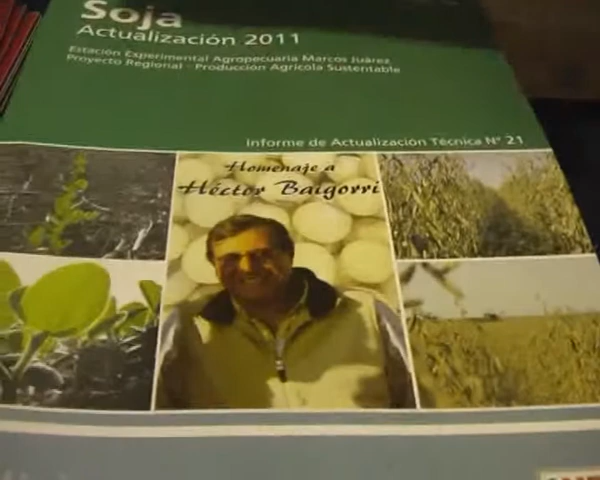 Soja
Actualización 2011
Estación Experimental Agropecuaria Marcos Juárez
Proyecto Regional - Producción Agrícola Sustentable
Informe de Actualización Técnica Nº 21
Homenaje a
Héctor Baigorri